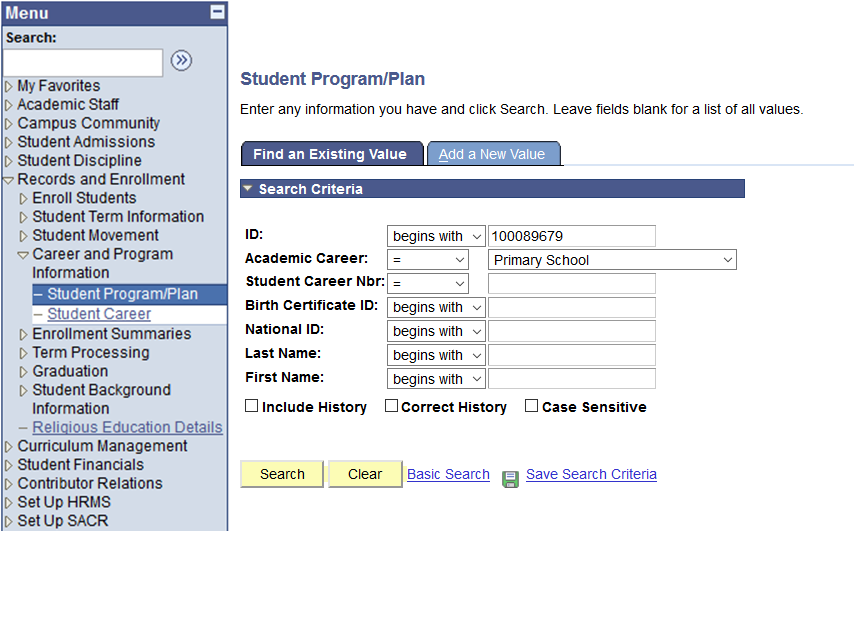 Menu
Search:
My Favorites
Academic Staff
Campus Community
Student Admissions
Student Discipline
Records and Enrollment
Enroll Students
Student Term Information
Student Movement
Career and Program
Information
– Student Program/Plan
– Student Career
Enrollment Summaries
Term Processing
Graduation
Student Background
Information
– Religious Education Details
Curriculum Management
Student Financials
Contributor Relations
Set Up HRMS
Set Up SACR
Student Program/Plan
Enter any information you have and click Search. Leave fields blank for a list of all values.
Find an Existing Value Add a New Value
Search Criteria
ID: begins with 100089679
Academic Career: = Primary School
Student Career Nbr: =
Birth Certificate ID: begins with
National ID: begins with
Last Name: begins with
First Name: begins with
Include History Correct History Case Sensitive
Search Clear Basic Search Save Search Criteria